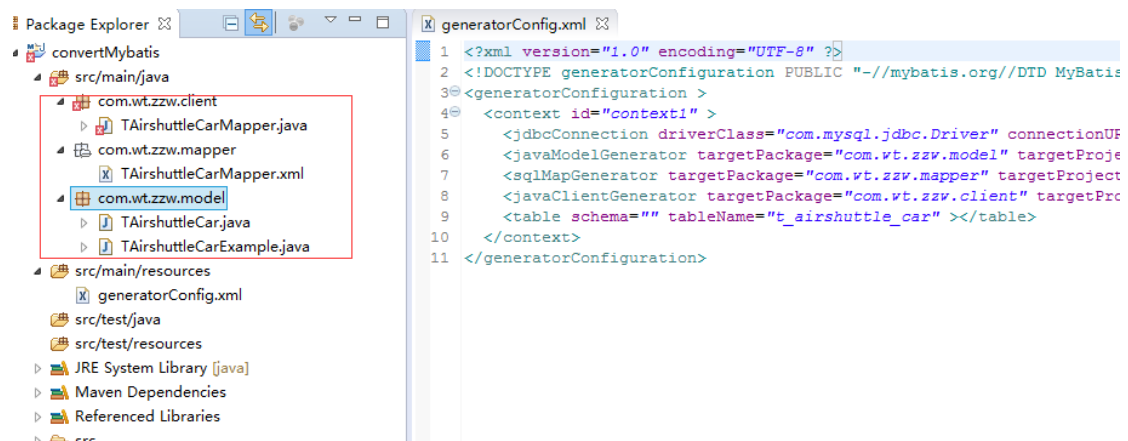 Package Explorer
convertMybatis
src/main/java
com.wt.zzw.client
TAirshuttleCarMapper.java
com.wt.zzw.mapper
TAirshuttleCarMapper.xml
com.wt.zzw.model
TAirshuttleCar.java
TAirshuttleCarExample.java
src/main/resources
generatorConfig.xml
src/test/java
src/test/resources
JRE System Library [java]
Maven Dependencies
Referenced Libraries
src
generatorConfig.xml
1 <?xml version="1.0" encoding="UTF-8" ?>
2 <!DOCTYPE generatorConfiguration PUBLIC "-//mybatis.org//DTD MyBatis
3 <generatorConfiguration >
4 <context id="context1" >
5 <jdbcConnection driverClass="com.mysql.jdbc.Driver" connectionUR
6 <javaModelGenerator targetPackage="com.wt.zzw.model" targetProje
7 <sqlMapGenerator targetPackage="com.wt.zzw.mapper" targetProject
8 <javaClientGenerator targetPackage="com.wt.zzw.client" targetPro
9 <table schema="" tableName="t_airshuttle_car" ></table>
10 </context>
11 </generatorConfiguration>